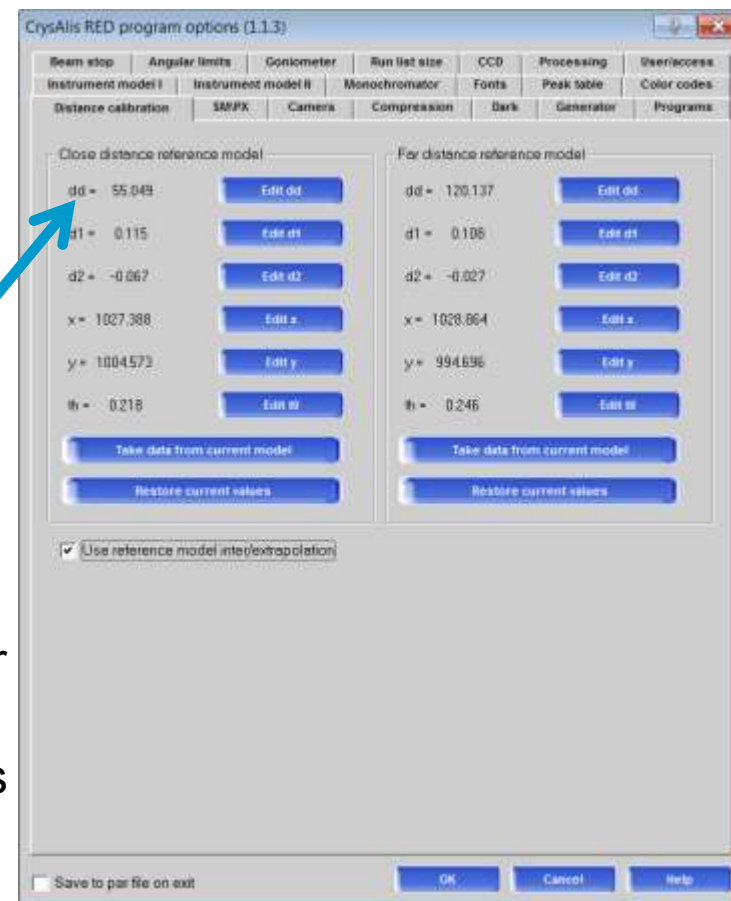 CrysAlis RED program options (1.1.3)
Beam stop Angular limits Goniometer Run list size CCD Processing User/access
Instrument model I Instrument model II Monochromator Fonts Peak table Color codes
Distance calibration SM/PX Camera Compression Dark Generator Programs
Close distance reference model Far distance reference model
dd = 55.049 Edit dd dd = 120.137 Edit dd
d1 = 0.115 Edit d1 d1 = 0.108 Edit d1
d2 = -0.067 Edit d2 d2 = -0.027 Edit d2
x = 1027.388 Edit x x = 1028.864 Edit x
y = 1004.573 Edit y y = 994.696 Edit y
th = 0.218 Edit th = 0.246 Edit
Take data from current model Take data from current model
Restore current values Restore current values
Use reference model inter/extrapolation
r
s
Save to par file on exit OK Cancel Help